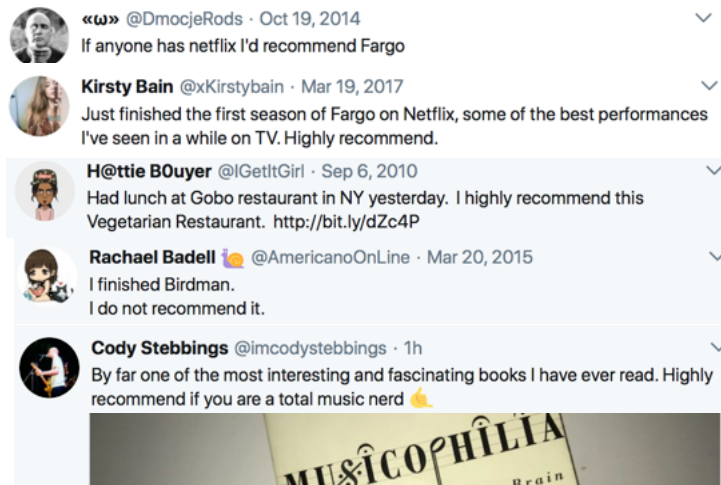 «ω» @DmocjeRods · Oct 19, 2014
If anyone has netflix I'd recommend Fargo
Kirsty Bain @xKirstybain · Mar 19, 2017
Just finished the first season of Fargo on Netflix, some of the best performances
I've seen in a while on TV. Highly recommend.
H@ttie B0uyer @IGetItGirl · Sep 6, 2010
Had lunch at Gobo restaurant in NY yesterday. I highly recommend this
Vegetarian Restaurant. http://bit.ly/dZc4P
Rachael Badell 🐌 @AmericanoOnLine · Mar 20, 2015
I finished Birdman.
I do not recommend it.
Cody Stebbings @imcodystebbings · 1h
By far one of the most interesting and fascinating books I have ever read. Highly
recommend if you are a total music nerd 🤙
MUSICOPHILIA
Brain